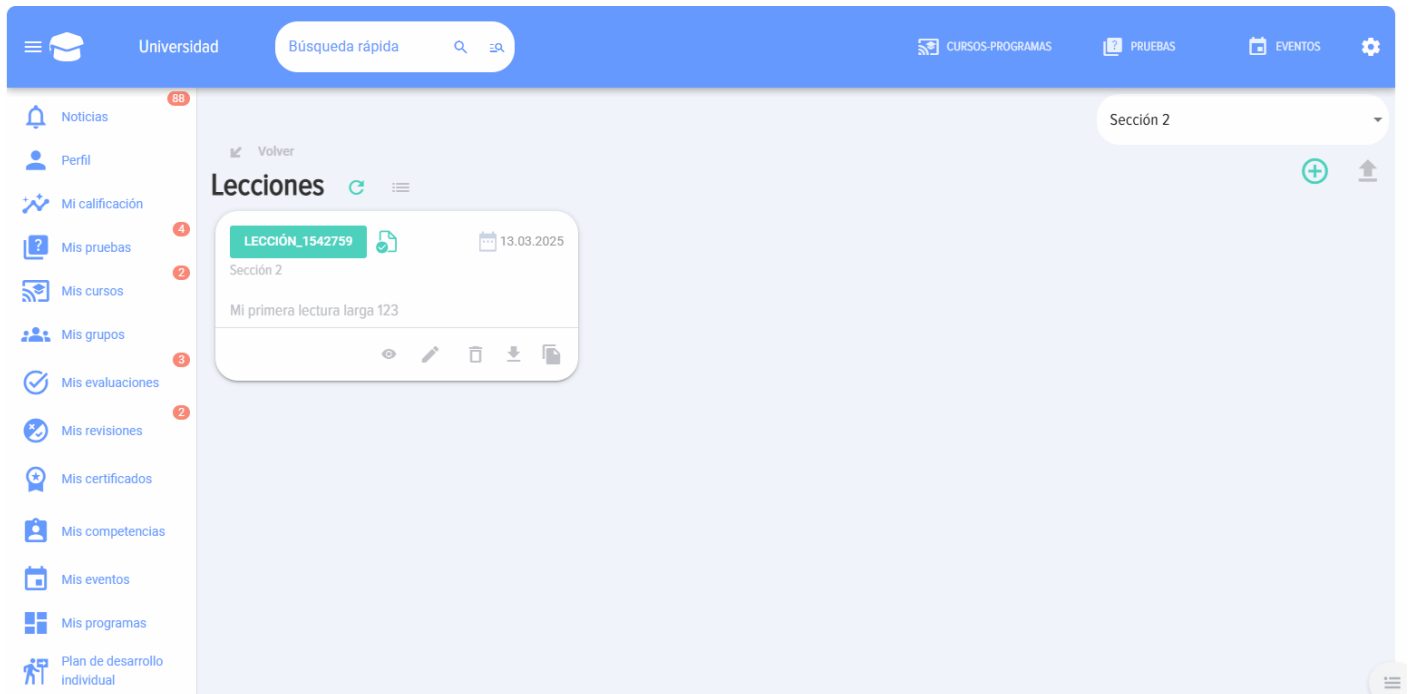 Universidad
Búsqueda rápida
CURSOS-PROGRAMAS
PRUEBAS
EVENTOS
88
Noticias
Perfil
Mi calificación
4
Mis pruebas
2
Mis cursos
Mis grupos
3
Mis evaluaciones
2
Mis revisiones
Mis certificados
Mis competencias
Mis eventos
Mis programas
Plan de desarrollo
individual
Sección 2
Volver
Lecciones
LECCIÓN_1542759
13.03.2025
Sección 2
Mi primera lectura larga 123